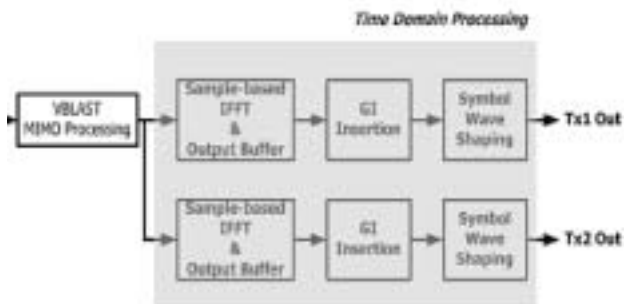 Time Domain Processing
VBLAST
MIMO Processing
Sample-based
IFFT
&
Output Buffer
GI
Insertion
Symbol
Wave
Shaping
Tx1 Out
Sample-based
IFFT
&
Output Buffer
GI
Insertion
Symbol
Wave
Shaping
Tx2 Out